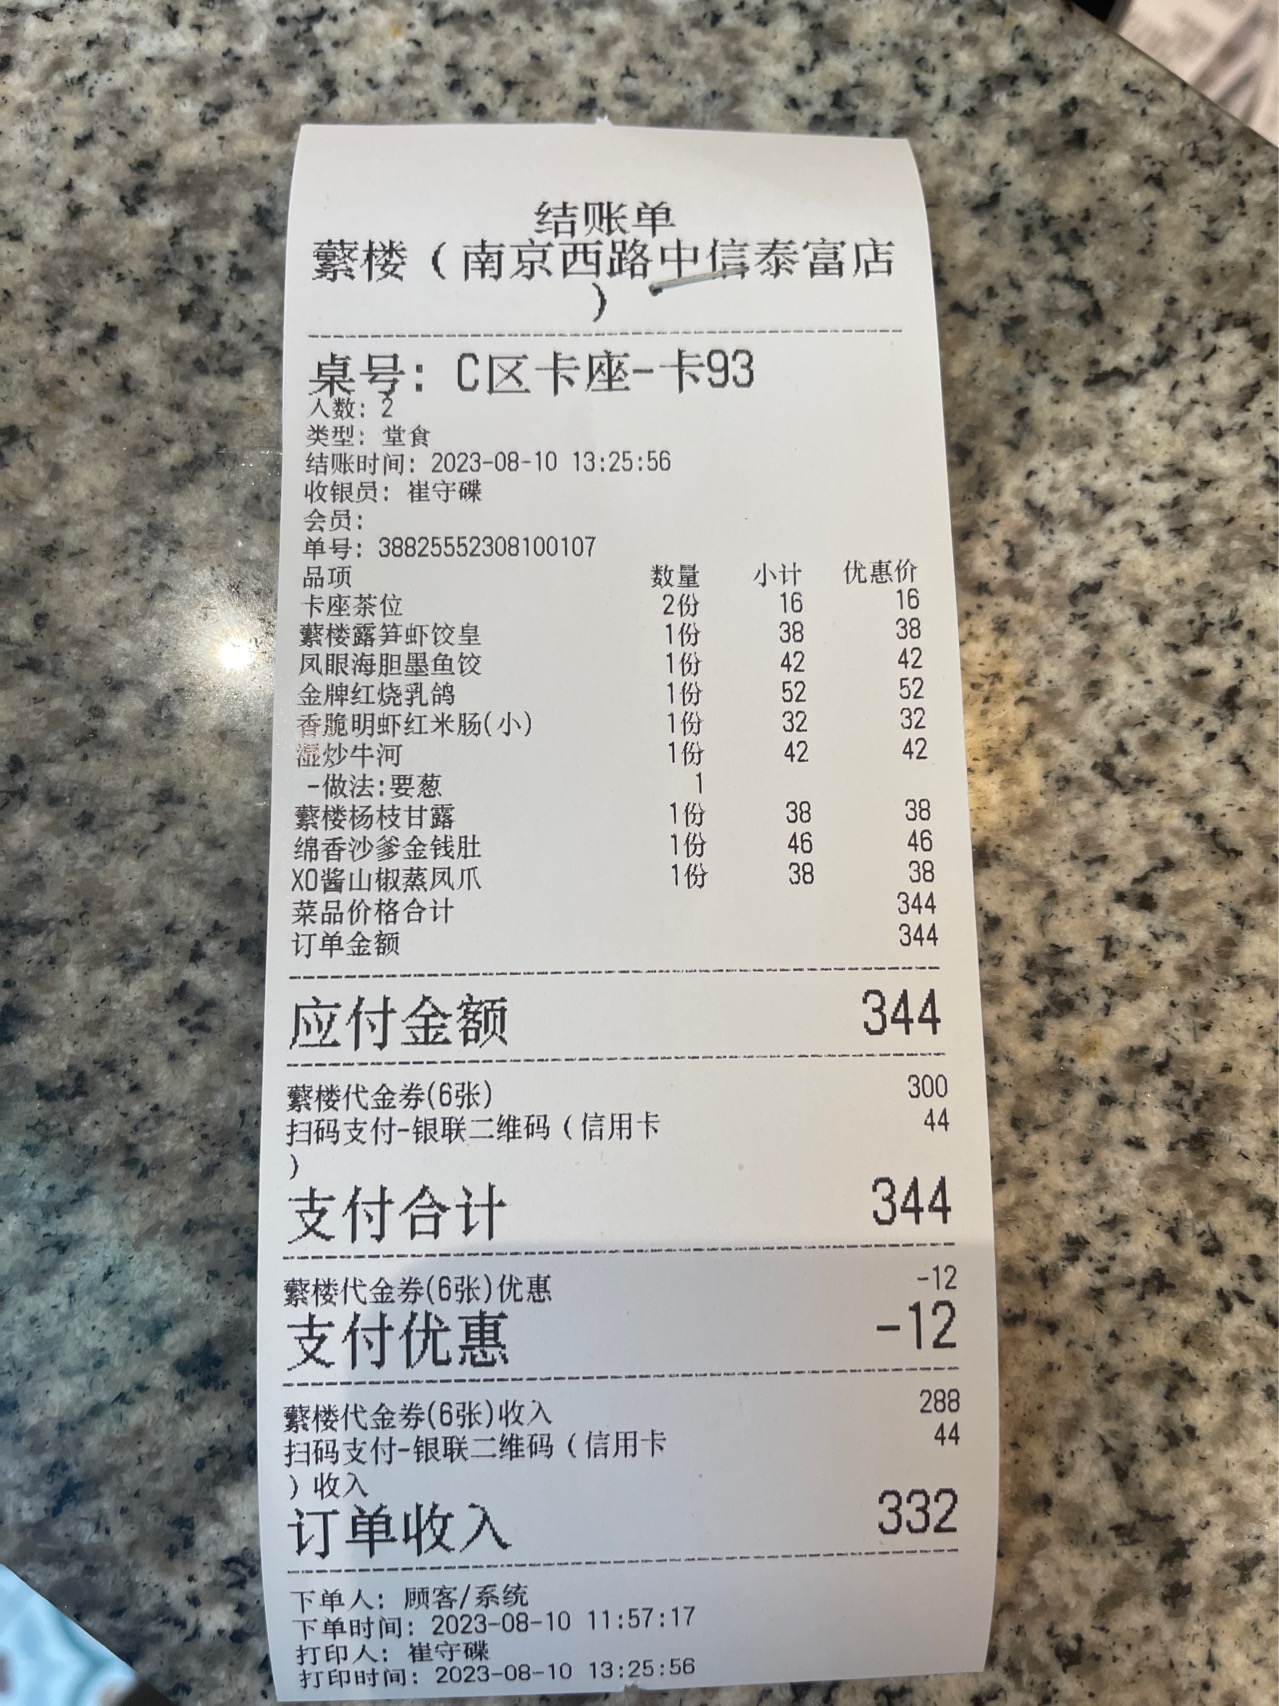 结账单
蘩楼（南京西路中信泰富店
）
桌号: C区卡座-卡93
人数: 2
类型: 堂食
结账时间: 2023-08-10 13:25:56
收银员: 崔守碟
会员:
单号: 388255552308100107
品项 数量 小计 优惠价
卡座茶位 2份 16 16
蘩楼露笋虾饺皇 1份 38 38
凤眼海胆墨鱼饺 1份 42 42
金牌红烧乳鸽 1份 52 52
香脆明虾红米肠(小) 1份 32 32
湿炒牛河 1份 42 42
-做法:要葱 1
蘩楼杨枝甘露 1份 38 38
绵香沙爹金钱肚 1份 46 46
XO酱山椒蒸凤爪 1份 38 38
菜品价格合计 344
订单金额 344
应付金额 344
蘩楼代金券(6张) 300
扫码支付-银联二维码（信用卡 44
）
支付合计 344
蘩楼代金券(6张)优惠 -12
支付优惠 -12
蘩楼代金券(6张)收入 288
扫码支付-银联二维码（信用卡 44
）收入
订单收入 332
下单人: 顾客/系统
下单时间: 2023-08-10 11:57:17
打印人: 崔守碟
打印时间: 2023-08-10 13:25:56